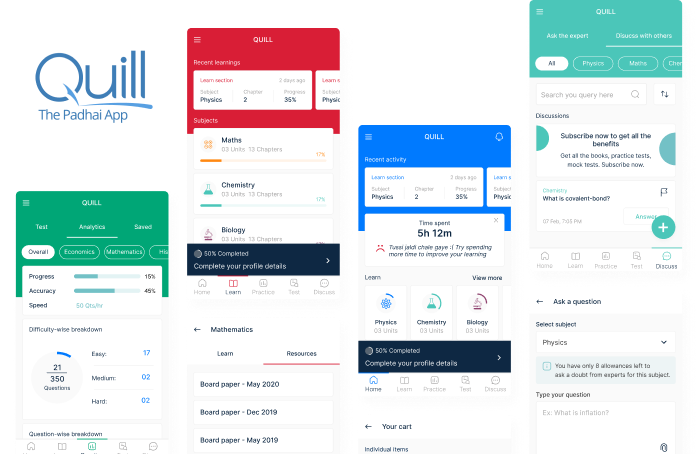 Quill
The Padhai App
QUILL
Test Analytics Saved
Overall Economics Mathematics His
Progress 15%
Accuracy 45%
Speed 50 Qts/hr
Difficulty-wise breakdown
21
350
Questions
Easy: 17
Medium: 02
Hard: 02
Question-wise breakdown
QUILL
Recent learnings
Learn section 2 days ago Learn
Subject Chapter Progress Subje
Physics 2 35% Phys
Subjects
Maths
03 Units 13 Chapters
17%
Chemistry
03 Units 13 Chapters
17%
Biology
03 Units 13 Chapters
50% Completed
Complete your profile details
Home Learn Practice Test Discuss
Mathematics
Learn Resources
Board paper - May 2020
Board paper - Dec 2019
Board paper - May 2019
QUILL
Recent activity
Learn section 2 days ago Learn
Subject Chapter Progress Subje
Physics 2 35% Phys
Time spent
5h 12m
Tussi jaldi chale gaye :( Try spending
more time to improve your learning
Learn View more
Physics Chemistry Biology
03 Units 03 Units 03 Units
50% Completed
Complete your profile details
Home Learn Practice Test Discuss
Your cart
Individual items
QUILL
Ask the expert Disucss with others
All Physics Maths Chem
Search you query here
Discussions
Subscribe now to get all the
benefits
Get all the books, practice tests,
mock tests. Subscribe now.
Chemistry
What is covalent-bond?
07 Feb, 7:05 PM Answer
Home Learn Practice Test Discuss
Ask a question
Select subject
Physics
You have only 8 allowances left to
ask a doubt from experts for this subject.
Type your question
Ex: What is inflation?